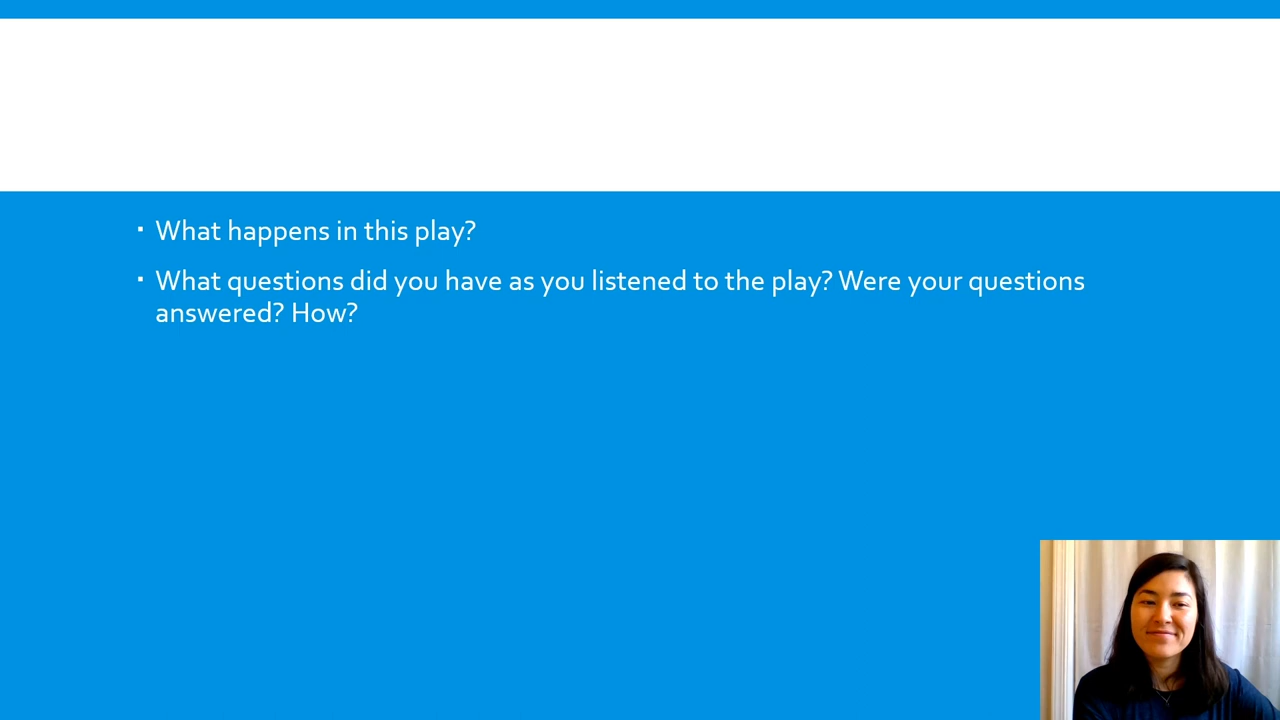 ▪ What happens in this play?
▪ What questions did you have as you listened to the play? Were your questions
answered? How?